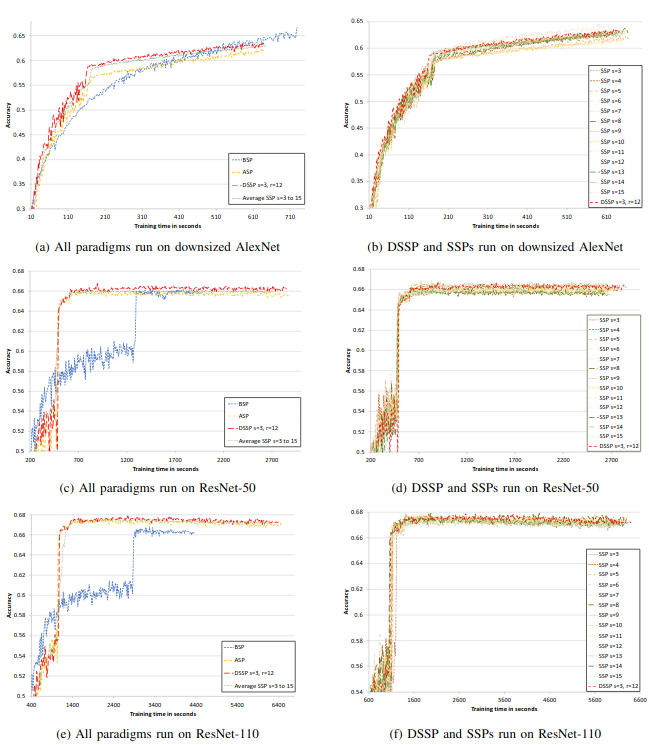 0.65
0.6
0.55
0.5
0.45
0.4
0.35
0.3
Accuracy
10 110 210 310 410 510 610 710
Training time in seconds
BSP
ASP
DSSP s=3, r=12
Average SSP s=3 to 15
(a) All paradigms run on downsized AlexNet
0.65
0.6
0.55
0.5
0.45
0.4
0.35
0.3
Accuracy
10 110 210 310 410 510 610
Training time in seconds
SSP s=3
SSP s=4
SSP s=5
SSP s=6
SSP s=7
SSP s=8
SSP s=9
SSP s=10
SSP s=11
SSP s=12
SSP s=13
SSP s=14
SSP s=15
DSSP s=3, r=12
(b) DSSP and SSPs run on downsized AlexNet
0.68
0.66
0.64
0.62
0.6
0.58
0.56
0.54
0.52
0.5
Accuracy
200 700 1200 1700 2200 2700
Training time in seconds
BSP
ASP
DSSP s=3, r=12
Average SSP s=3 to 15
(c) All paradigms run on ResNet-50
0.68
0.66
0.64
0.62
0.6
0.58
0.56
0.54
0.52
0.5
Accuracy
200 700 1200 1700 2200 2700
Training time in seconds
SSP s=3
SSP s=4
SSP s=5
SSP s=6
SSP s=7
SSP s=8
SSP s=9
SSP s=10
SSP s=11
SSP s=12
SSP s=13
SSP s=14
SSP s=15
DSSP s=3, r=12
(d) DSSP and SSPs run on ResNet-50
0.68
0.66
0.64
0.62
0.6
0.58
0.56
0.54
0.52
0.5
Accuracy
400 1400 2400 3400 4400 5400 6400
Training time in seconds
BSP
ASP
DSSP s=3, r=12
Average SSP s=3 to 15
(e) All paradigms run on ResNet-110
0.68
0.66
0.64
0.62
0.6
0.58
0.56
0.54
Accuracy
600 1600 2600 3600 4600 5600 6600
Training time in seconds
SSP s=3
SSP s=4
SSP s=5
SSP s=6
SSP s=7
SSP s=8
SSP s=9
SSP s=10
SSP s=11
SSP s=12
SSP s=13
SSP s=14
SSP s=15
DSSP s=3, r=12
(f) DSSP and SSPs run on ResNet-110